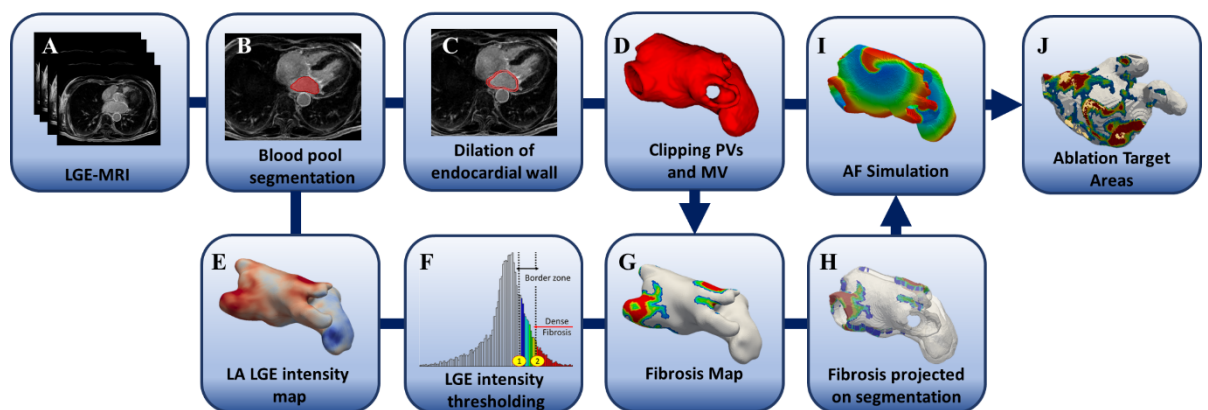 A
LGE-MRI
B
Blood pool
segmentation
C
Dilation of
endocardial wall
D
Clipping PVs
and MV
I
AF Simulation
J
Ablation Target
Areas
E
LA LGE intensity
map
F
Border zone
Dense
Fibrosis
1
2
LGE intensity
thresholding
G
Fibrosis Map
H
Fibrosis projected
on segmentation